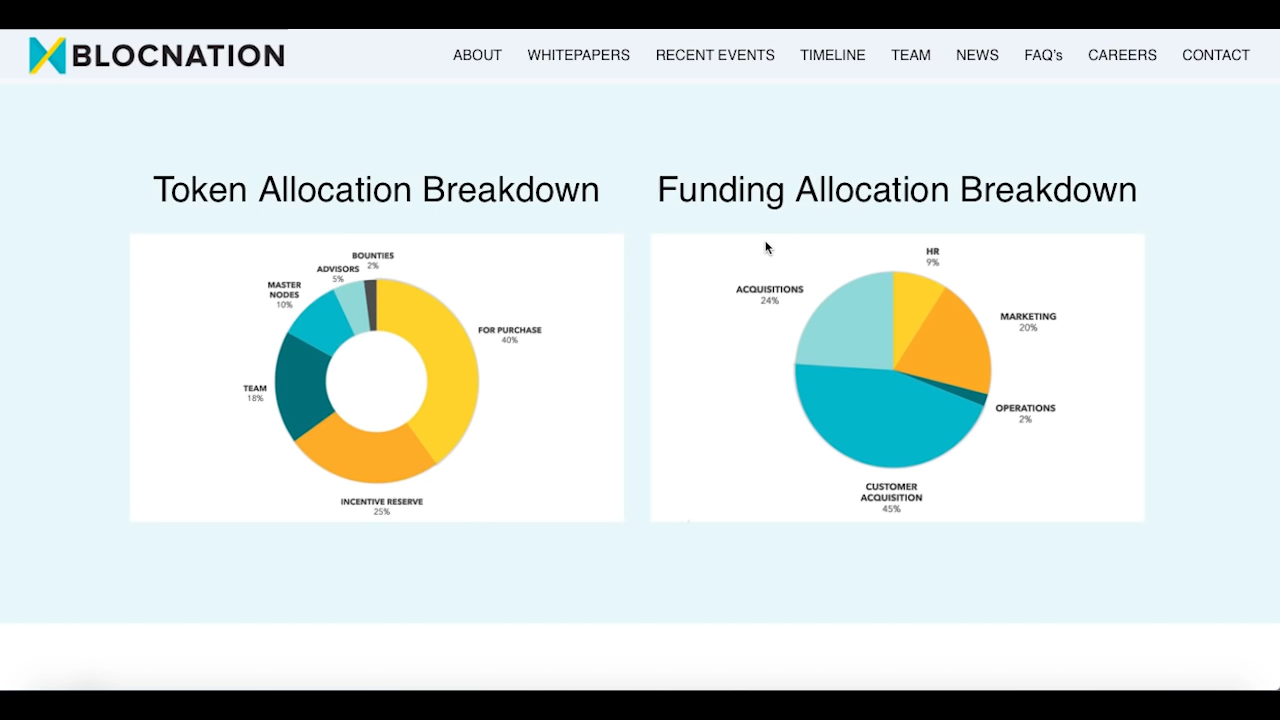 BLOCNATION
ABOUT WHITEPAPERS RECENT EVENTS TIMELINE TEAM NEWS FAQ's CAREERS CONTACT
Token Allocation Breakdown
BOUNTIES
2%
ADVISORS
5%
MASTER
NODES
10%
FOR PURCHASE
40%
TEAM
18%
INCENTIVE RESERVE
25%
Funding Allocation Breakdown
HR
9%
ACQUISITIONS
24%
MARKETING
20%
OPERATIONS
2%
CUSTOMER
ACQUISITION
45%